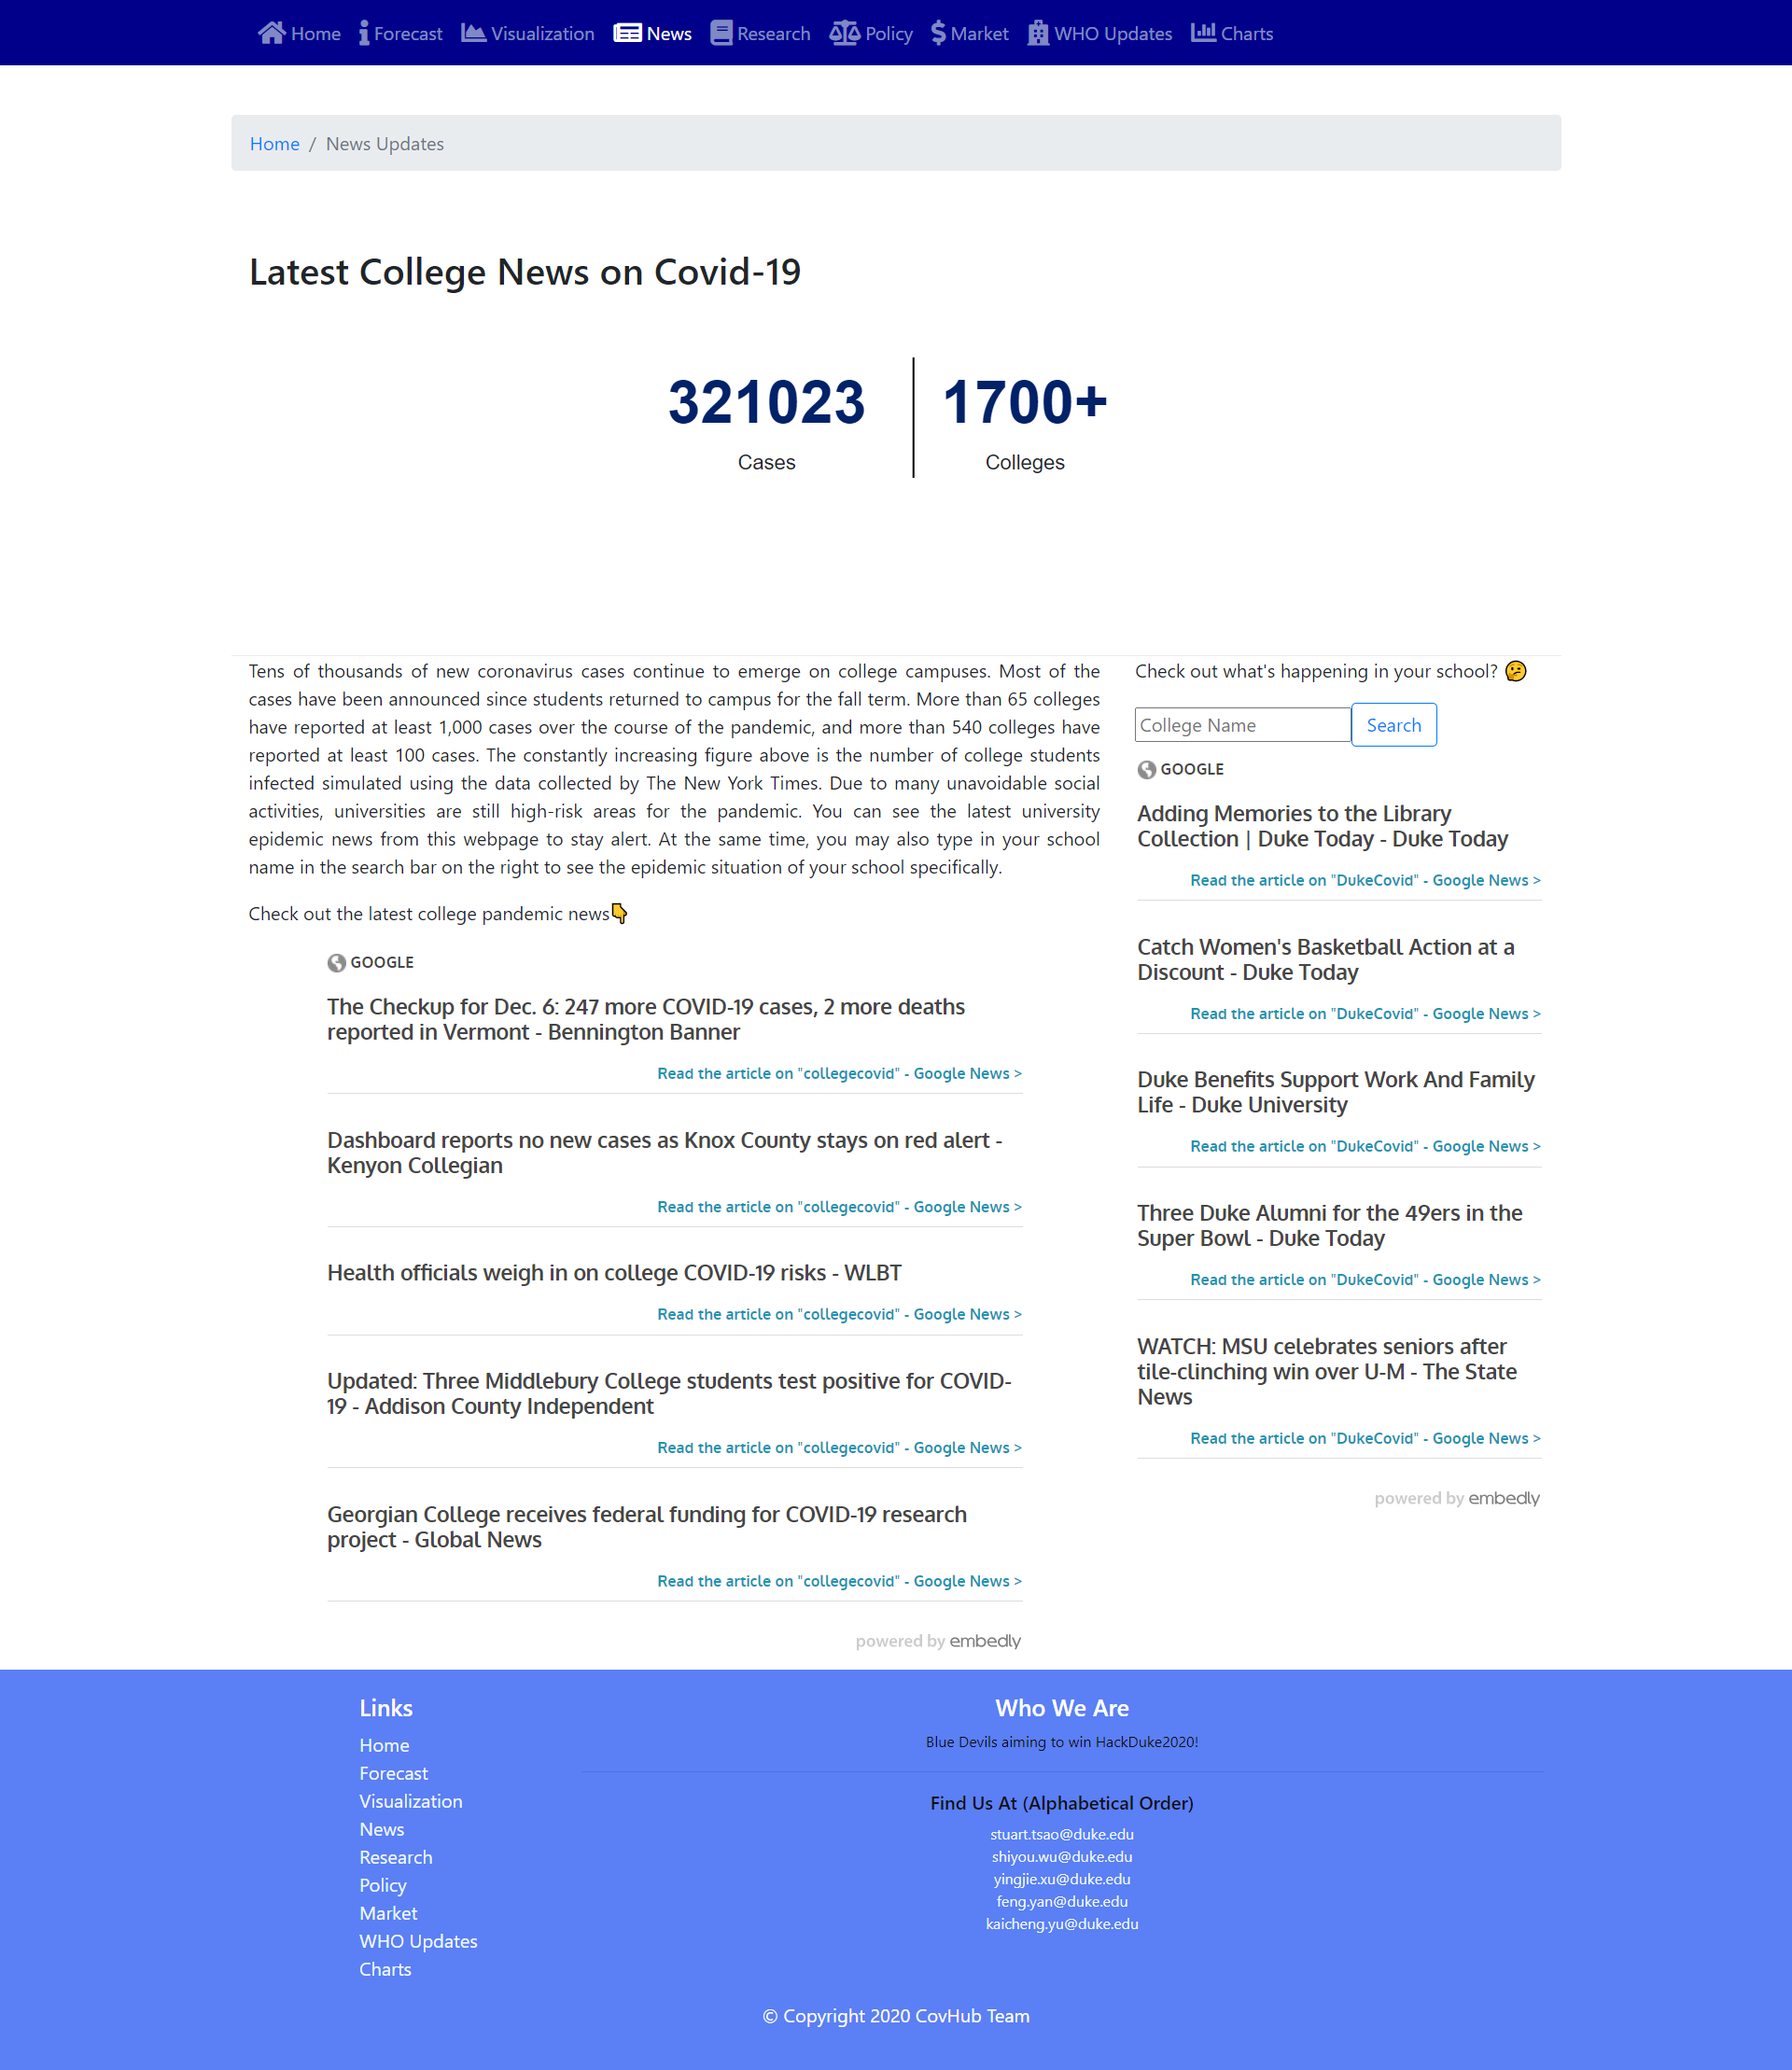 Home Forecast Visualization News Research Policy Market WHO Updates Charts
Home / News Updates
Latest College News on Covid-19
321023
Cases
1700+
Colleges
Tens of thousands of new coronavirus cases continue to emerge on college campuses. Most of the
cases have been announced since students returned to campus for the fall term. More than 65 colleges
have reported at least 1,000 cases over the course of the pandemic, and more than 540 colleges have
reported at least 100 cases. The constantly increasing figure above is the number of college students
infected simulated using the data collected by The New York Times. Due to many unavoidable social
activities, universities are still high-risk areas for the pandemic. You can see the latest university
epidemic news from this webpage to stay alert. At the same time, you may also type in your school
name in the search bar on the right to see the epidemic situation of your school specifically.
Check out the latest college pandemic news👇
GOOGLE
The Checkup for Dec. 6: 247 more COVID-19 cases, 2 more deaths
reported in Vermont - Bennington Banner
Read the article on "collegecovid" - Google News >
Dashboard reports no new cases as Knox County stays on red alert -
Kenyon Collegian
Read the article on "collegecovid" - Google News >
Health officials weigh in on college COVID-19 risks - WLBT
Read the article on "collegecovid" - Google News >
Updated: Three Middlebury College students test positive for COVID-
19 - Addison County Independent
Read the article on "collegecovid" - Google News >
Georgian College receives federal funding for COVID-19 research
project - Global News
Read the article on "collegecovid" - Google News >
powered by embedly
Check out what's happening in your school? 🤔
College Name Search
GOOGLE
Adding Memories to the Library
Collection | Duke Today - Duke Today
Read the article on "DukeCovid" - Google News >
Catch Women's Basketball Action at a
Discount - Duke Today
Read the article on "DukeCovid" - Google News >
Duke Benefits Support Work And Family
Life - Duke University
Read the article on "DukeCovid" - Google News >
Three Duke Alumni for the 49ers in the
Super Bowl - Duke Today
Read the article on "DukeCovid" - Google News >
WATCH: MSU celebrates seniors after
tile-clinching win over U-M - The State
News
Read the article on "DukeCovid" - Google News >
powered by embedly
Links
Home
Forecast
Visualization
News
Research
Policy
Market
WHO Updates
Charts
Who We Are
Blue Devils aiming to win HackDuke2020!
Find Us At (Alphabetical Order)
stuart.tsao@duke.edu
shiyou.wu@duke.edu
yingjie.xu@duke.edu
feng.yan@duke.edu
kaicheng.yu@duke.edu
© Copyright 2020 CovHub Team